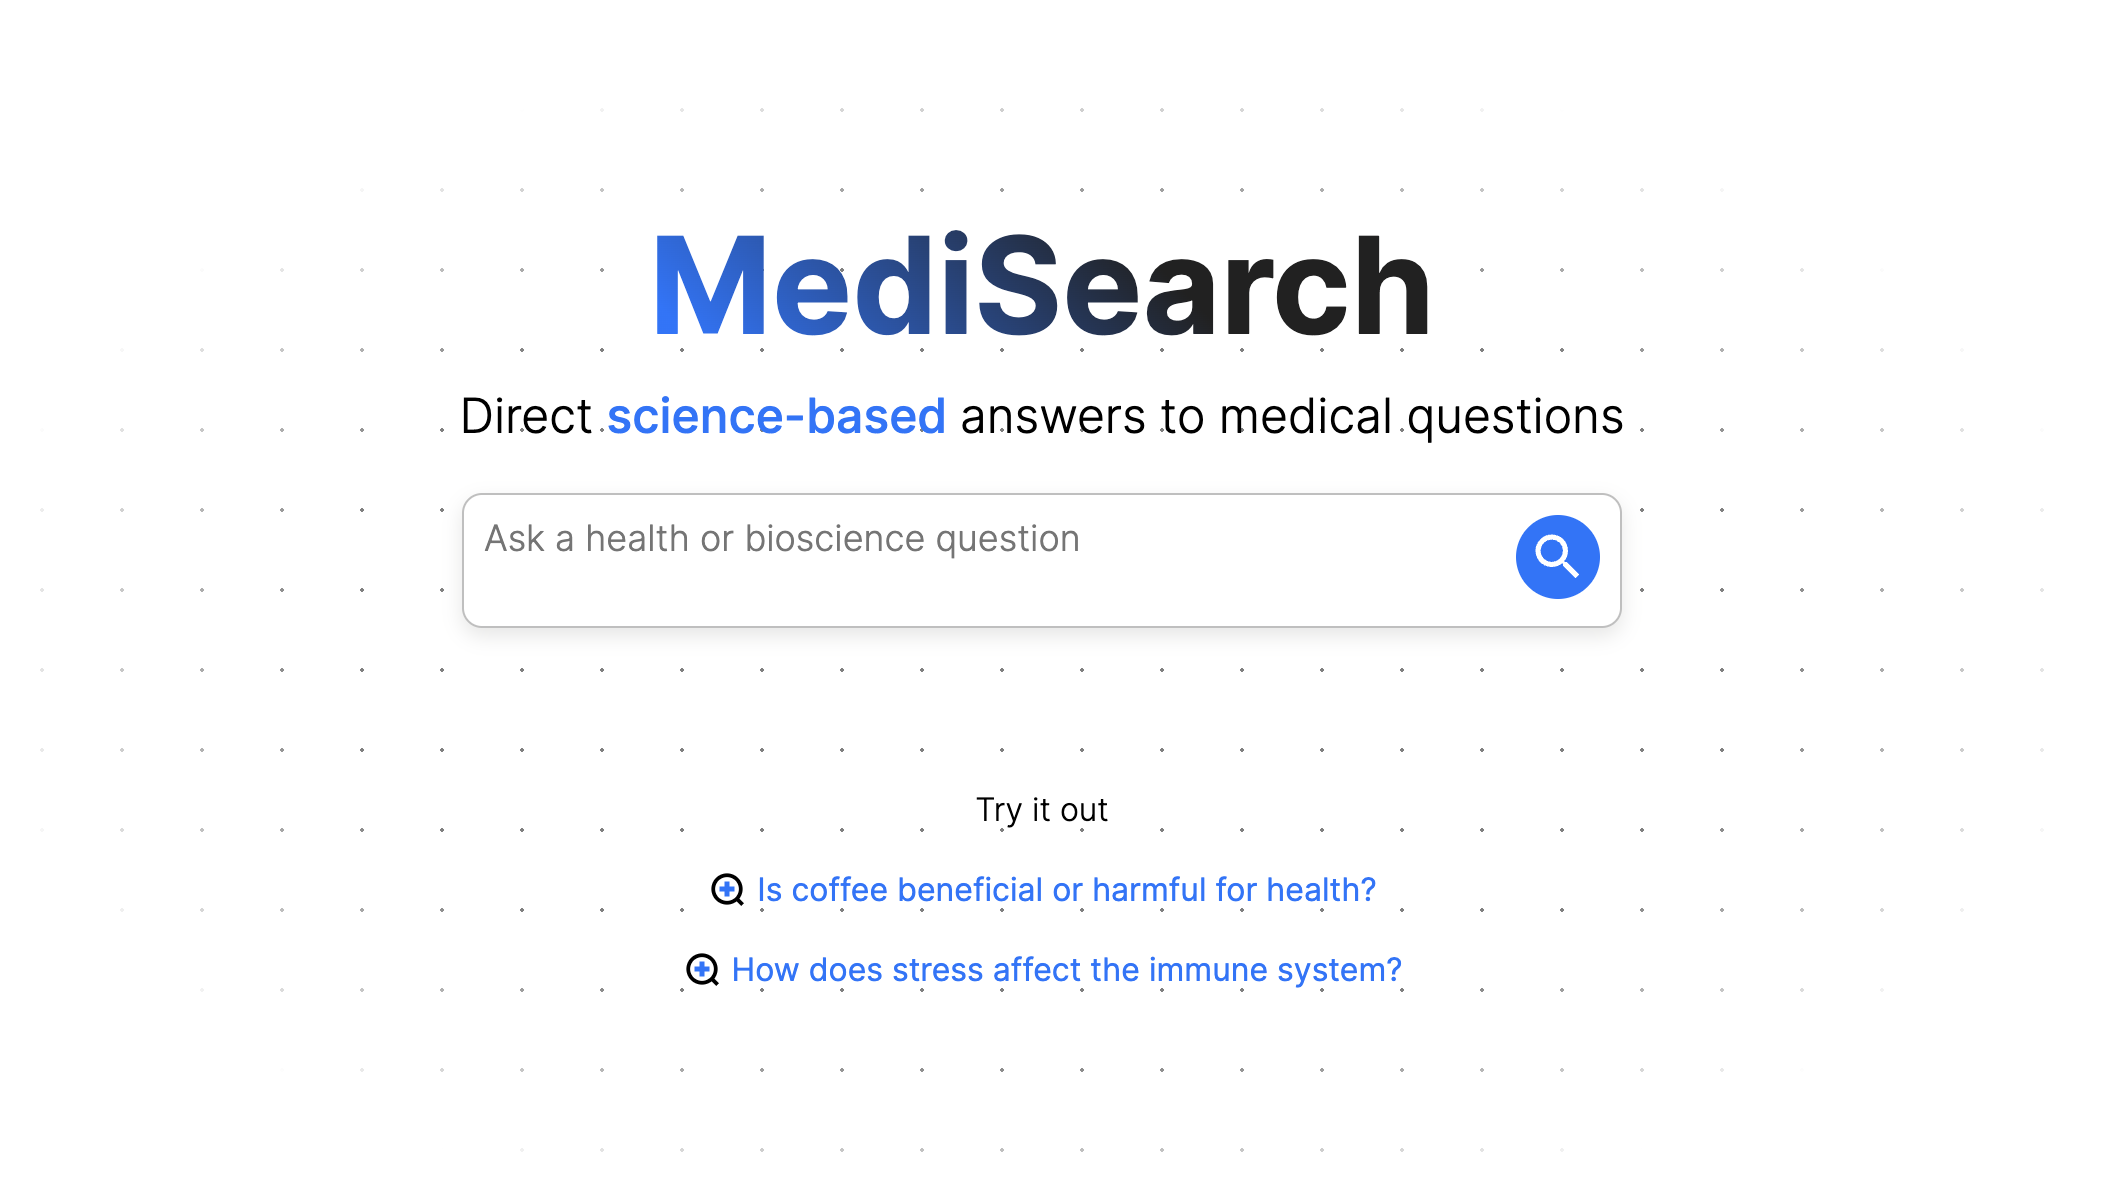 MediSearch
Direct science-based answers to medical questions
Ask a health or bioscience question
Try it out
Is coffee beneficial or harmful for health?
How does stress affect the immune system?